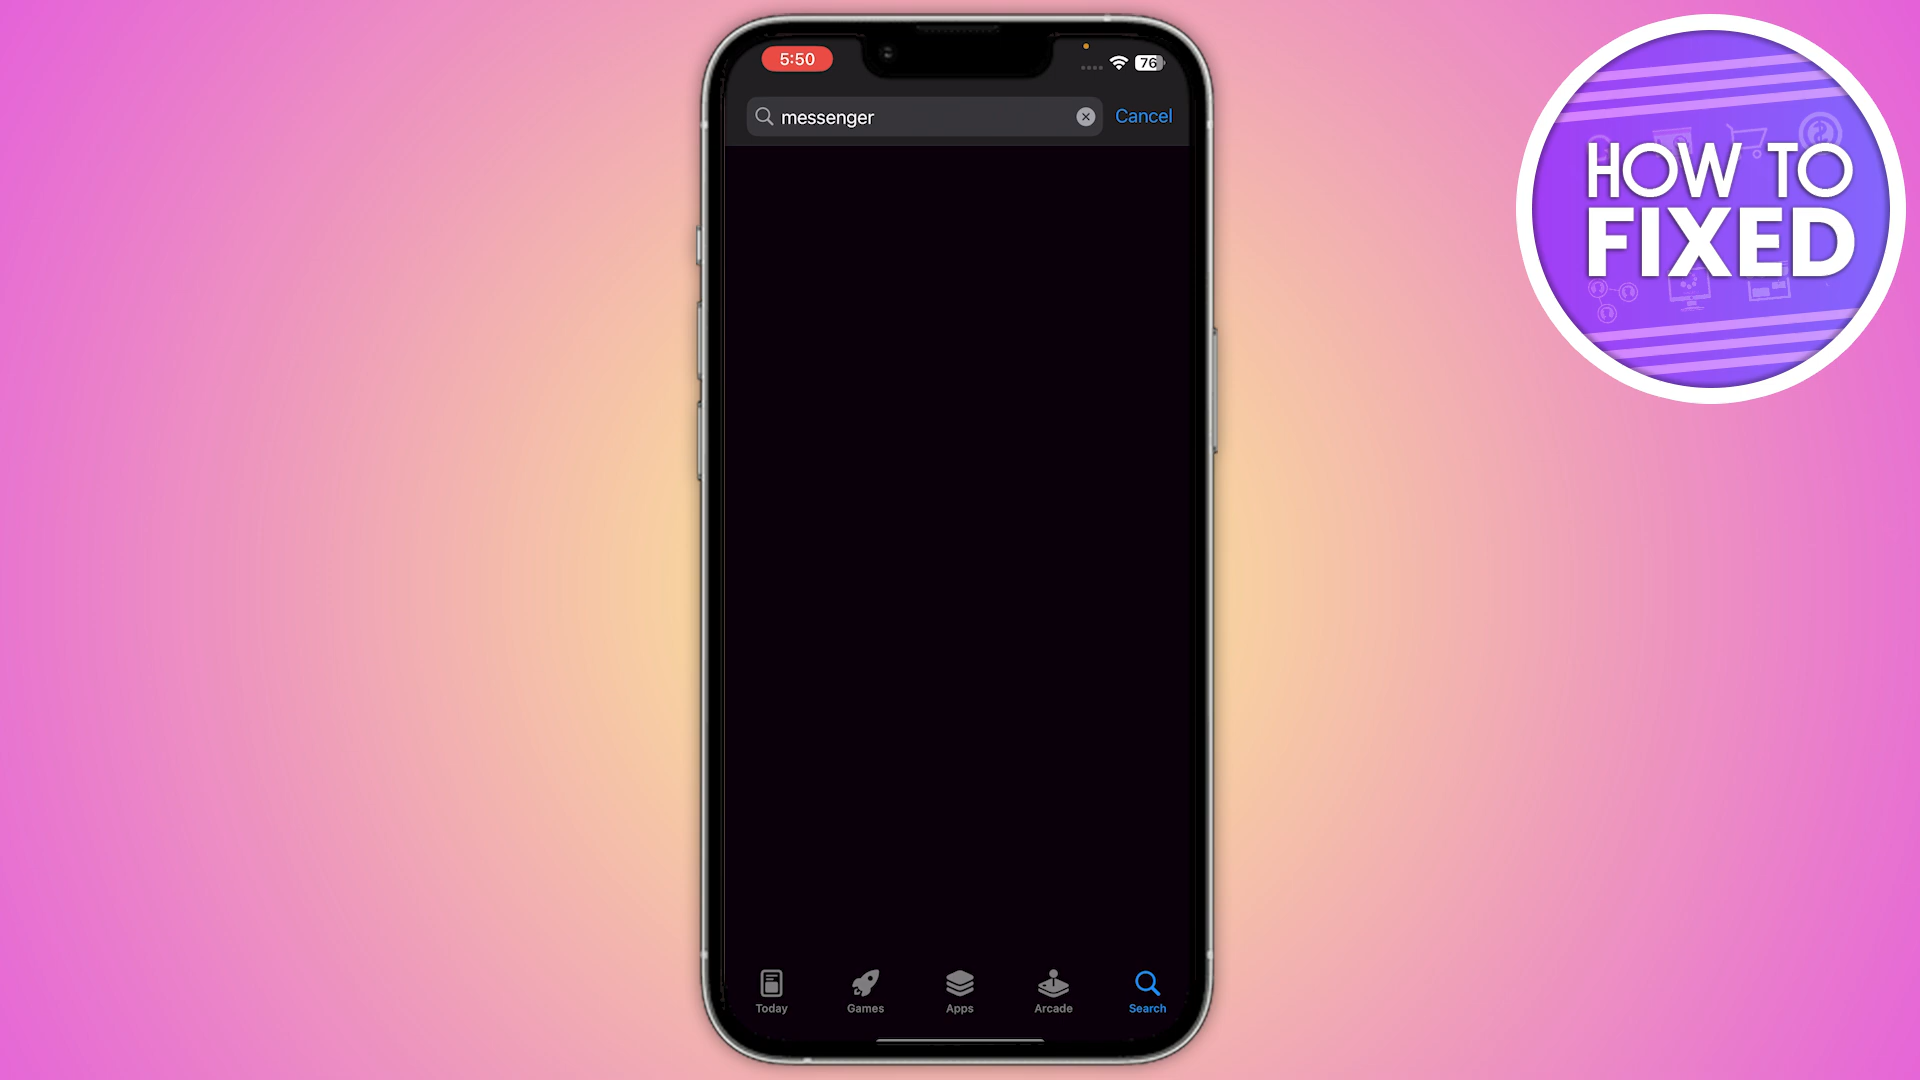 5:50
76
messenger
Cancel
HOW TO
FIXED
Today
Games
Apps
Arcade
Search